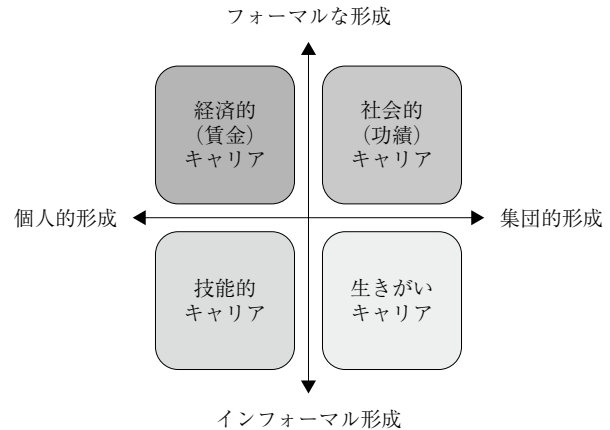 フォーマルな形成
経済的
（賃金）
キャリア
社会的
（功績）
キャリア
個人的形成
集団的形成
技能的
キャリア
生きがい
キャリア
インフォーマル形成